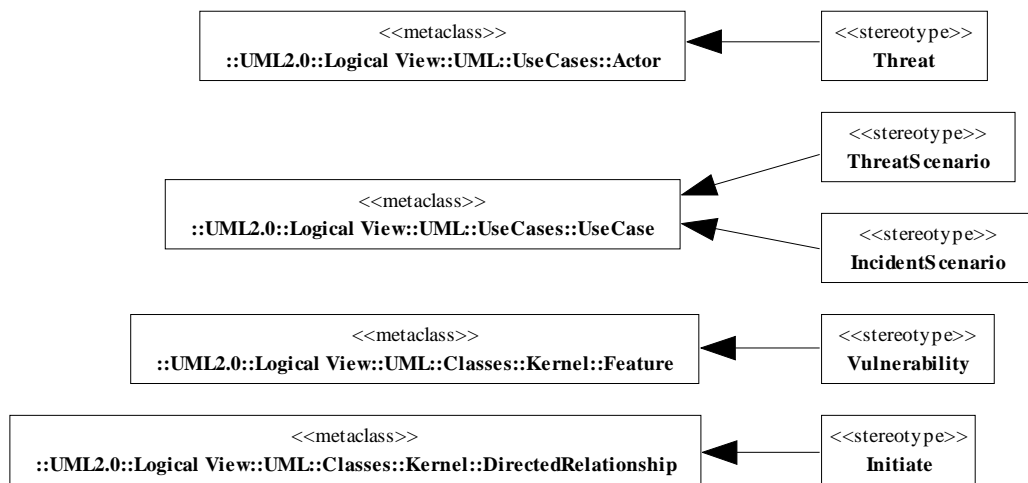 <<metaclass>>
::UML2.0::Logical View::UML::UseCases::Actor
<<stereotype>>
Threat
<<stereotype>>
ThreatScenario
<<metaclass>>
::UML2.0::Logical View::UML::UseCases::UseCase
<<stereotype>>
IncidentScenario
<<metaclass>>
::UML2.0::Logical View::UML::Classes::Kernel::Feature
<<stereotype>>
Vulnerability
<<metaclass>>
::UML2.0::Logical View::UML::Classes::Kernel::DirectedRelationship
<<stereotype>>
Initiate